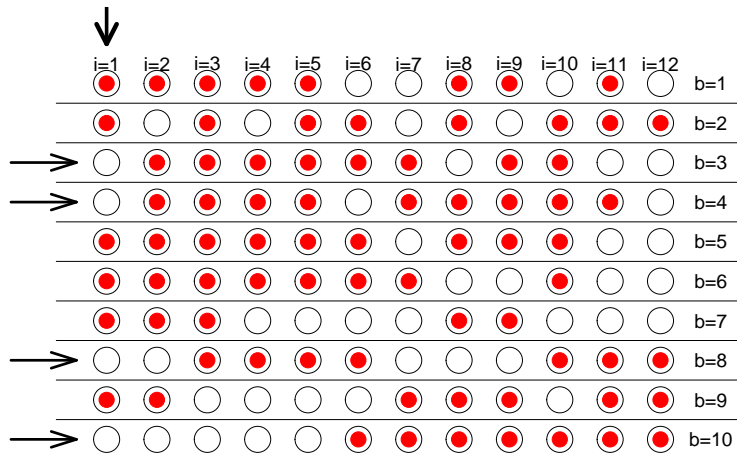 i=1 i=2 i=3 i=4 i=5 i=6 i=7 i=8 i=9 i=10 i=11 i=12
b=1
b=2
b=3
b=4
b=5
b=6
b=7
b=8
b=9
b=10